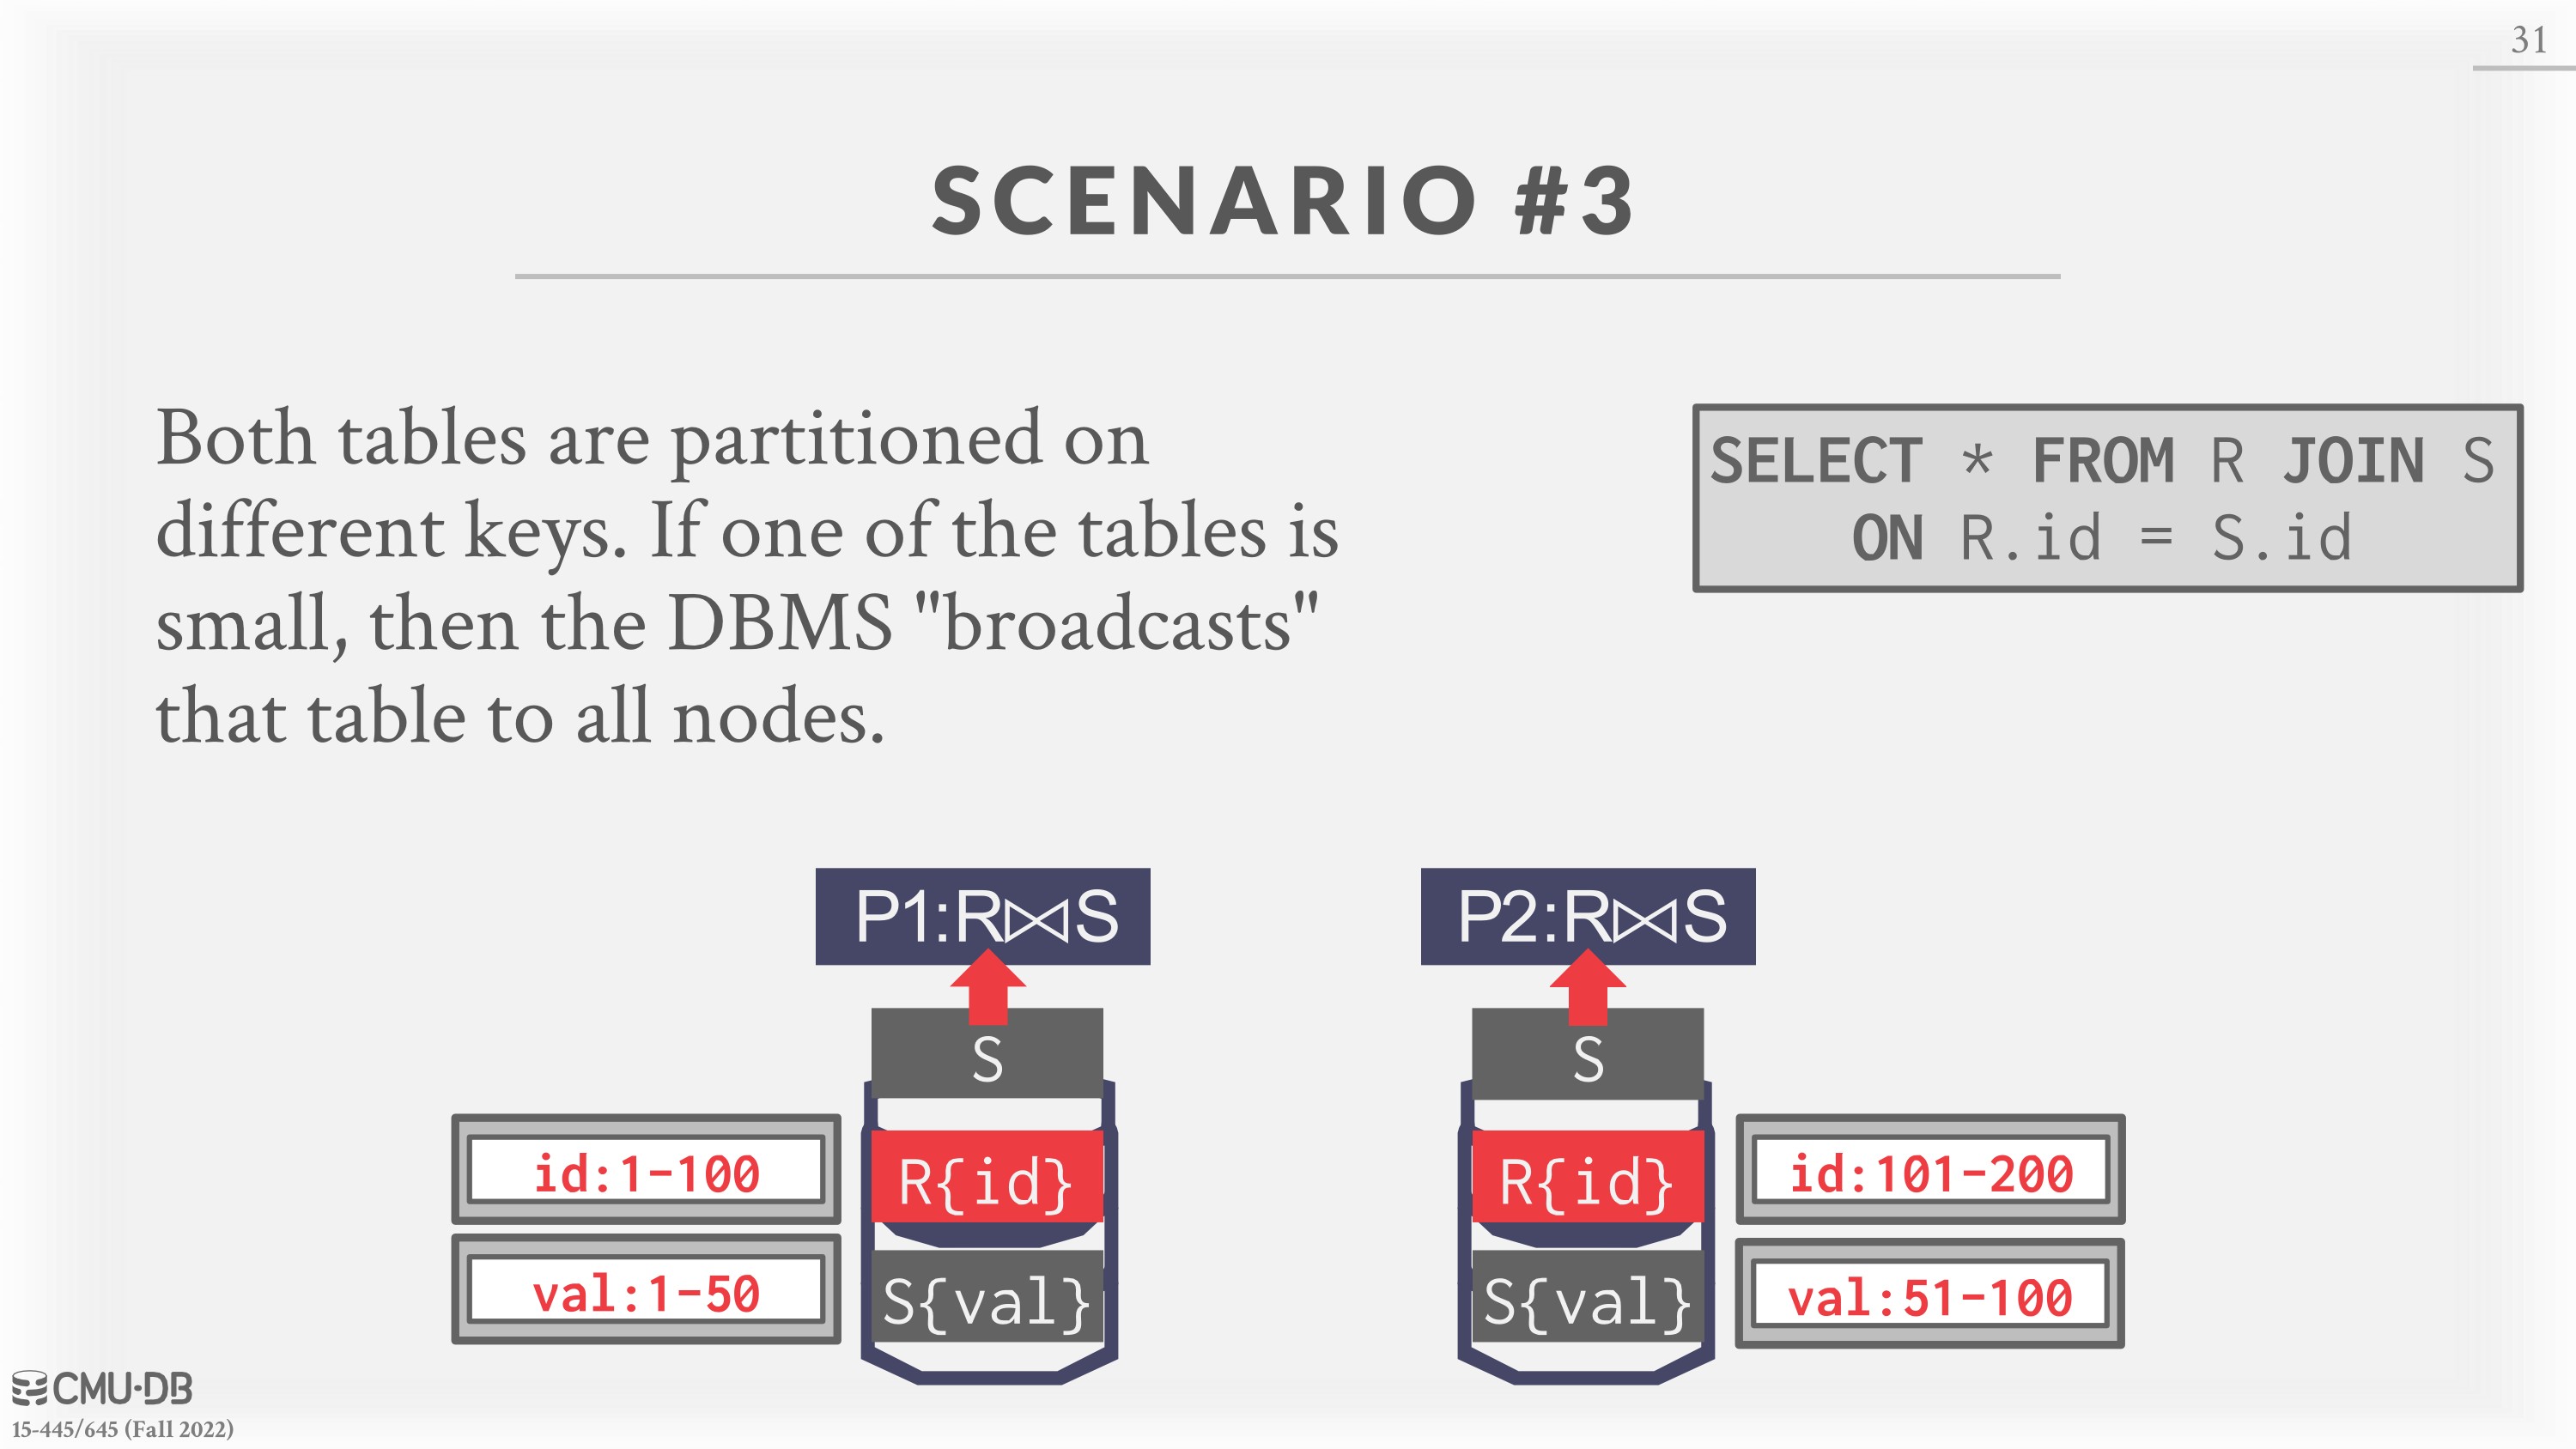 31
SCENARIO #3
Both tables are partitioned on
different keys. If one of the tables is
small, then the DBMS "broadcasts"
that table to all nodes.
SELECT * FROM R JOIN S
ON R.id = S.id
P1:R⋈S
P2:R⋈S
S
S
id:1-100
R{id}
R{id}
id:101-200
val:1-50
S{val}
S{val}
val:51-100
CMU·DB
15-445/645 (Fall 2022)